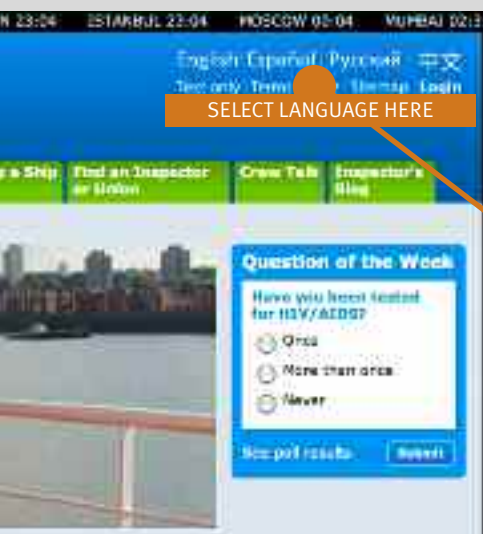 23:04 ISTANBUL 23:04 MOSCOW 00:04 MUMBAI 02:3
English Español Русский 中文
Text only Sitemap Login
SELECT LANGUAGE HERE
a Ship Find an Inspector or Union Crew Talk Inspector's Blog
Question of the Week
Have you been tested
for HIV/AIDS?
Once
More than once
Never
See poll results Submit